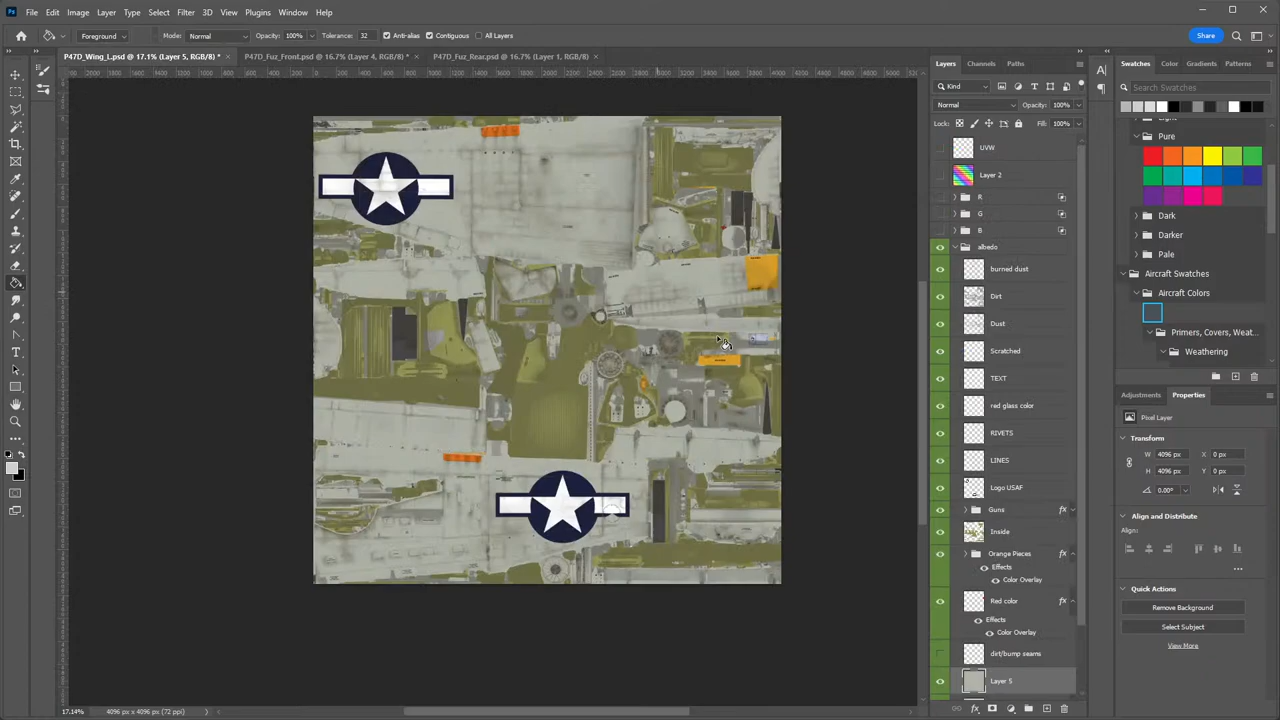 Ps File Edit Image Layer Type Select Filter 3D View Plugins Window Help
Foreground Mode: Normal Opacity: 100% Tolerance: 32 Anti-alias Contiguous All Layers Share
P47D_Wing_L.psd @ 17.1% (Layer 5, RGB/8) * × P47D_Fuz_Front.psd @ 16.7% (Layer 4, RGB/8) * × P47D_Fuz_Rear.psd @ 16.7% (Layer 1, RGB/8) ×
Layers Channels Paths
Kind
Normal Opacity: 100%
Lock: Fill: 100%
UVW
Layer 2
R
G
B
albedo
burned dust
Dirt
Dust
Scratched
TEXT
red glass color
RIVETS
LINES
Logo USAF
Guns fx
Inside
Orange Pieces fx
Effects
Color Overlay
Red color fx
Effects
Color Overlay
dirt/bump seams
Layer 5
Swatches Color Gradients Patterns
Search Swatches
Pure
Dark
Darker
Pale
Aircraft Swatches
Aircraft Colors
Primers, Covers, Weat...
Weathering
Adjustments Properties
Pixel Layer
Transform
W 4096 px X 0 px
H 4096 px Y 0 px
0.00°
Align and Distribute
Align:
Quick Actions
Remove Background
Select Subject
View More
17.14% 4096 px x 4096 px (72 ppi)